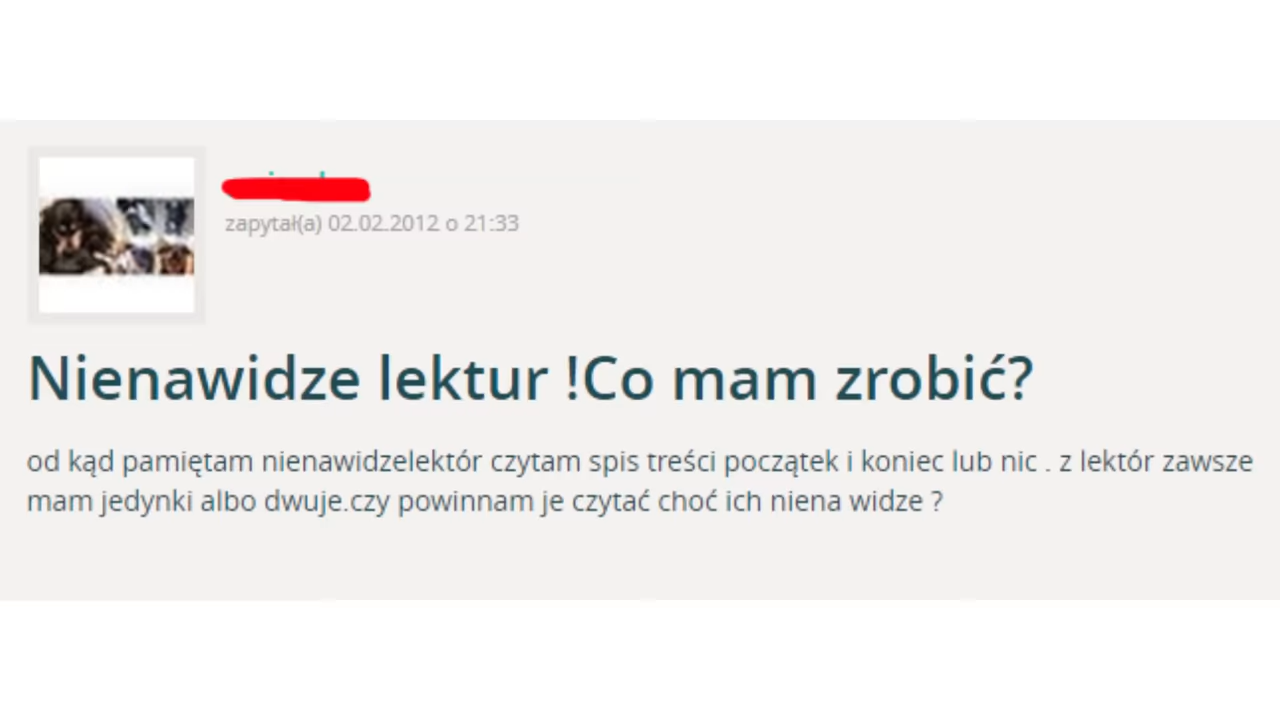 zapytał(a) 02.02.2012 o 21:33
Nienawidze lektur !Co mam zrobić?
od kąd pamiętam nienawidzelektór czytam spis treści początek i koniec lub nic . z lektór zawsze
mam jedynki albo dwuje.czy powinnam je czytać choć ich niena widze ?